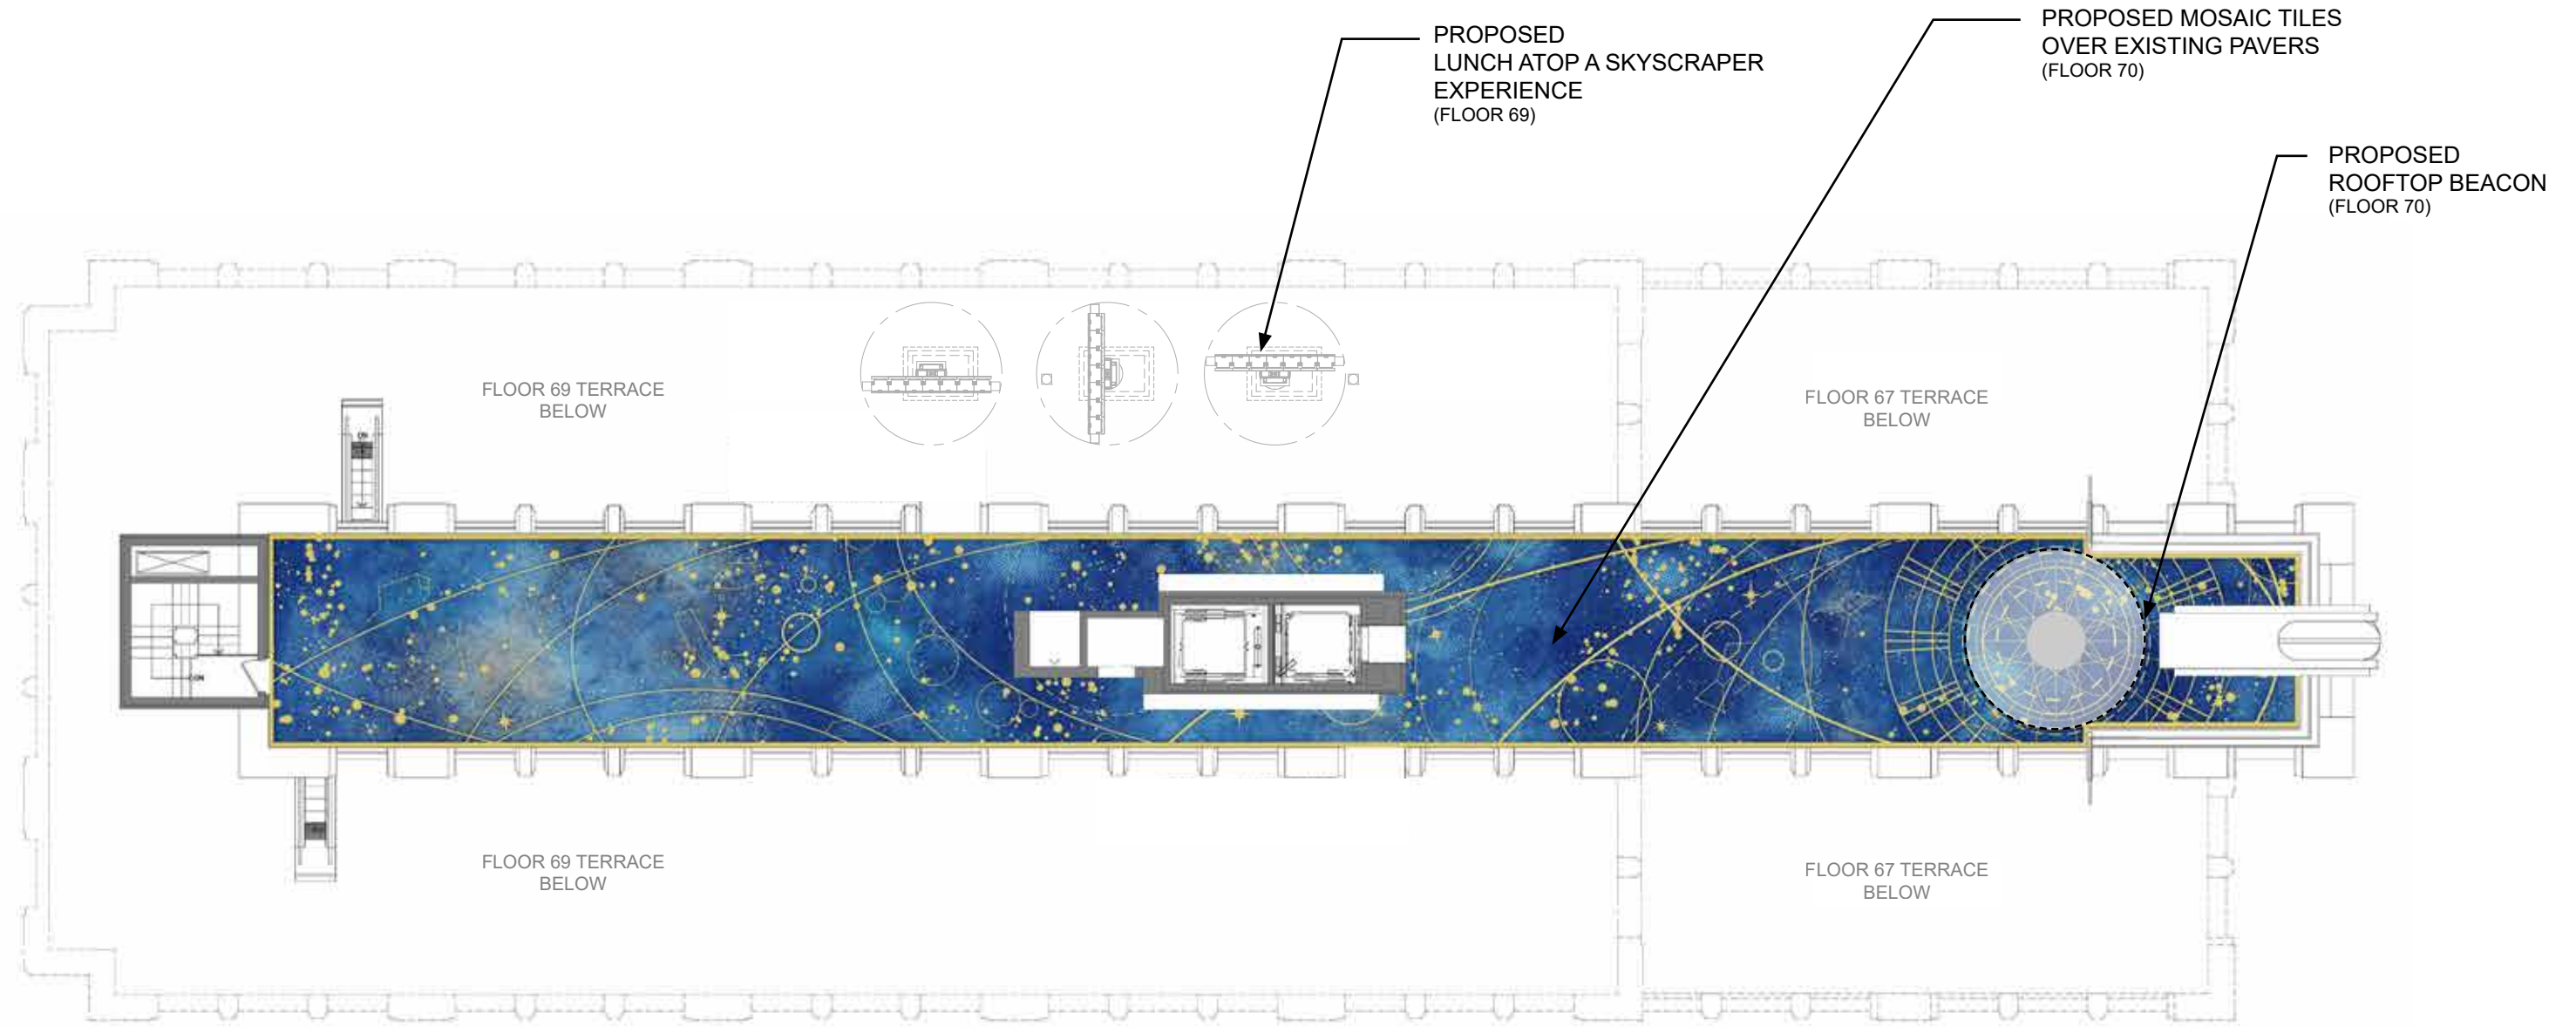 PROPOSED
LUNCH ATOP A SKYSCRAPER
EXPERIENCE
(FLOOR 69)
PROPOSED MOSAIC TILES
OVER EXISTING PAVERS
(FLOOR 70)
PROPOSED
ROOFTOP BEACON
(FLOOR 70)
FLOOR 69 TERRACE
BELOW
FLOOR 67 TERRACE
BELOW
FLOOR 69 TERRACE
BELOW
FLOOR 67 TERRACE
BELOW